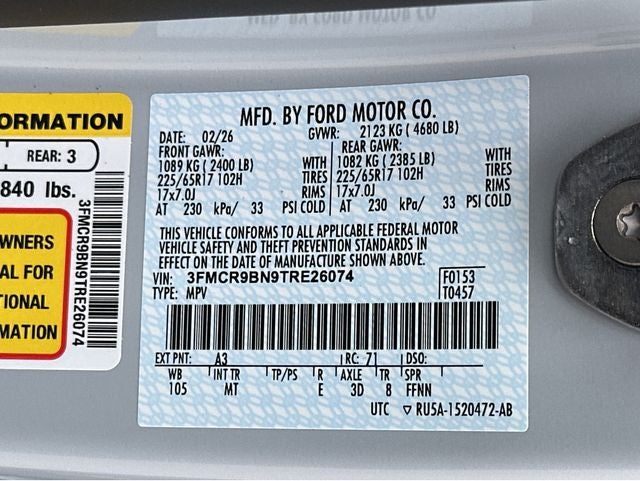 MFD. BY FORD MOTOR CO.
ORMATION
REAR: 3
840 lbs.
WNERS
AL FOR
TIONAL
MATION
3FMCR9BN9TRE26074
MFD. BY FORD MOTOR CO.
DATE: 02/26 GVWR: 2123 KG ( 4680 LB)
FRONT GAWR: REAR GAWR:
1089 KG ( 2400 LB) WITH 1082 KG ( 2385 LB) WITH
225/65R17 102H TIRES 225/65R17 102H TIRES
17x7.0J RIMS 17x7.0J RIMS
AT 230 kPa/ 33 PSI COLD AT 230 kPa/ 33 PSI COLD
THIS VEHICLE CONFORMS TO ALL APPLICABLE FEDERAL MOTOR
VEHICLE SAFETY AND THEFT PREVENTION STANDARDS IN
EFFECT ON THE DATE OF MANUFACTURE SHOWN ABOVE.
VIN: 3FMCR9BN9TRE26074 F0153
TYPE: MPV T0457
EXT PNT: A3 RC: 71 DSO:
WB INT TR TP/PS R AXLE TR SPR
105 MT E 3D 8 FFNN
UTC ▽ RU5A-1520472-AB